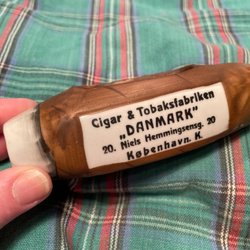 Cigar & Tobaksfabriken
„DANMARK"
20. Niels Hemmingsensg. 20
København. K.